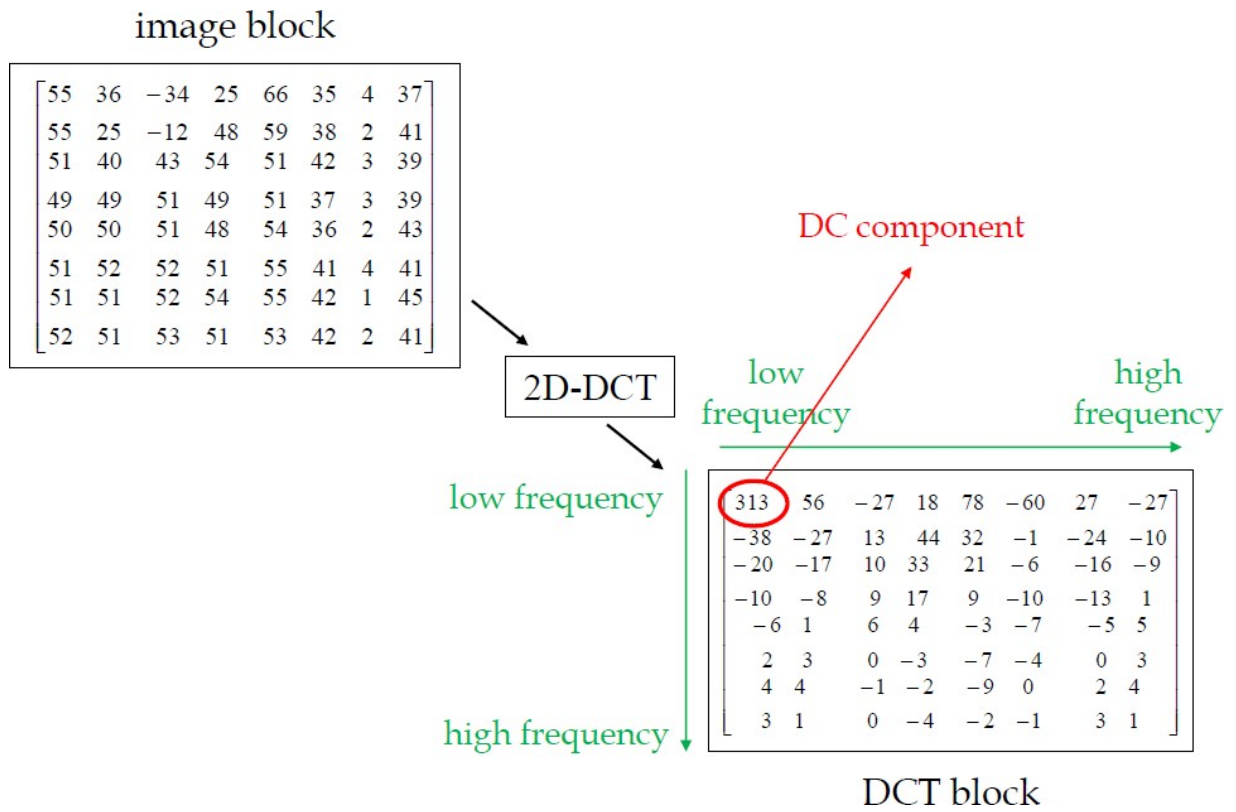 image block
55 36 −34 25 66 35 4 37
55 25 −12 48 59 38 2 41
51 40 43 54 51 42 3 39
49 49 51 49 51 37 3 39
50 50 51 48 54 36 2 43
51 52 52 51 55 41 4 41
51 51 52 54 55 42 1 45
52 51 53 51 53 42 2 41
2D-DCT
DC component
low
frequency
high
frequency
low frequency
high frequency
313 56 −27 18 78 −60 27 −27
−38 −27 13 44 32 −1 −24 −10
−20 −17 10 33 21 −6 −16 −9
−10 −8 9 17 9 −10 −13 1
−6 1 6 4 −3 −7 −5 5
2 3 0 −3 −7 −4 0 3
4 4 −1 −2 −9 0 2 4
3 1 0 −4 −2 −1 3 1
DCT block